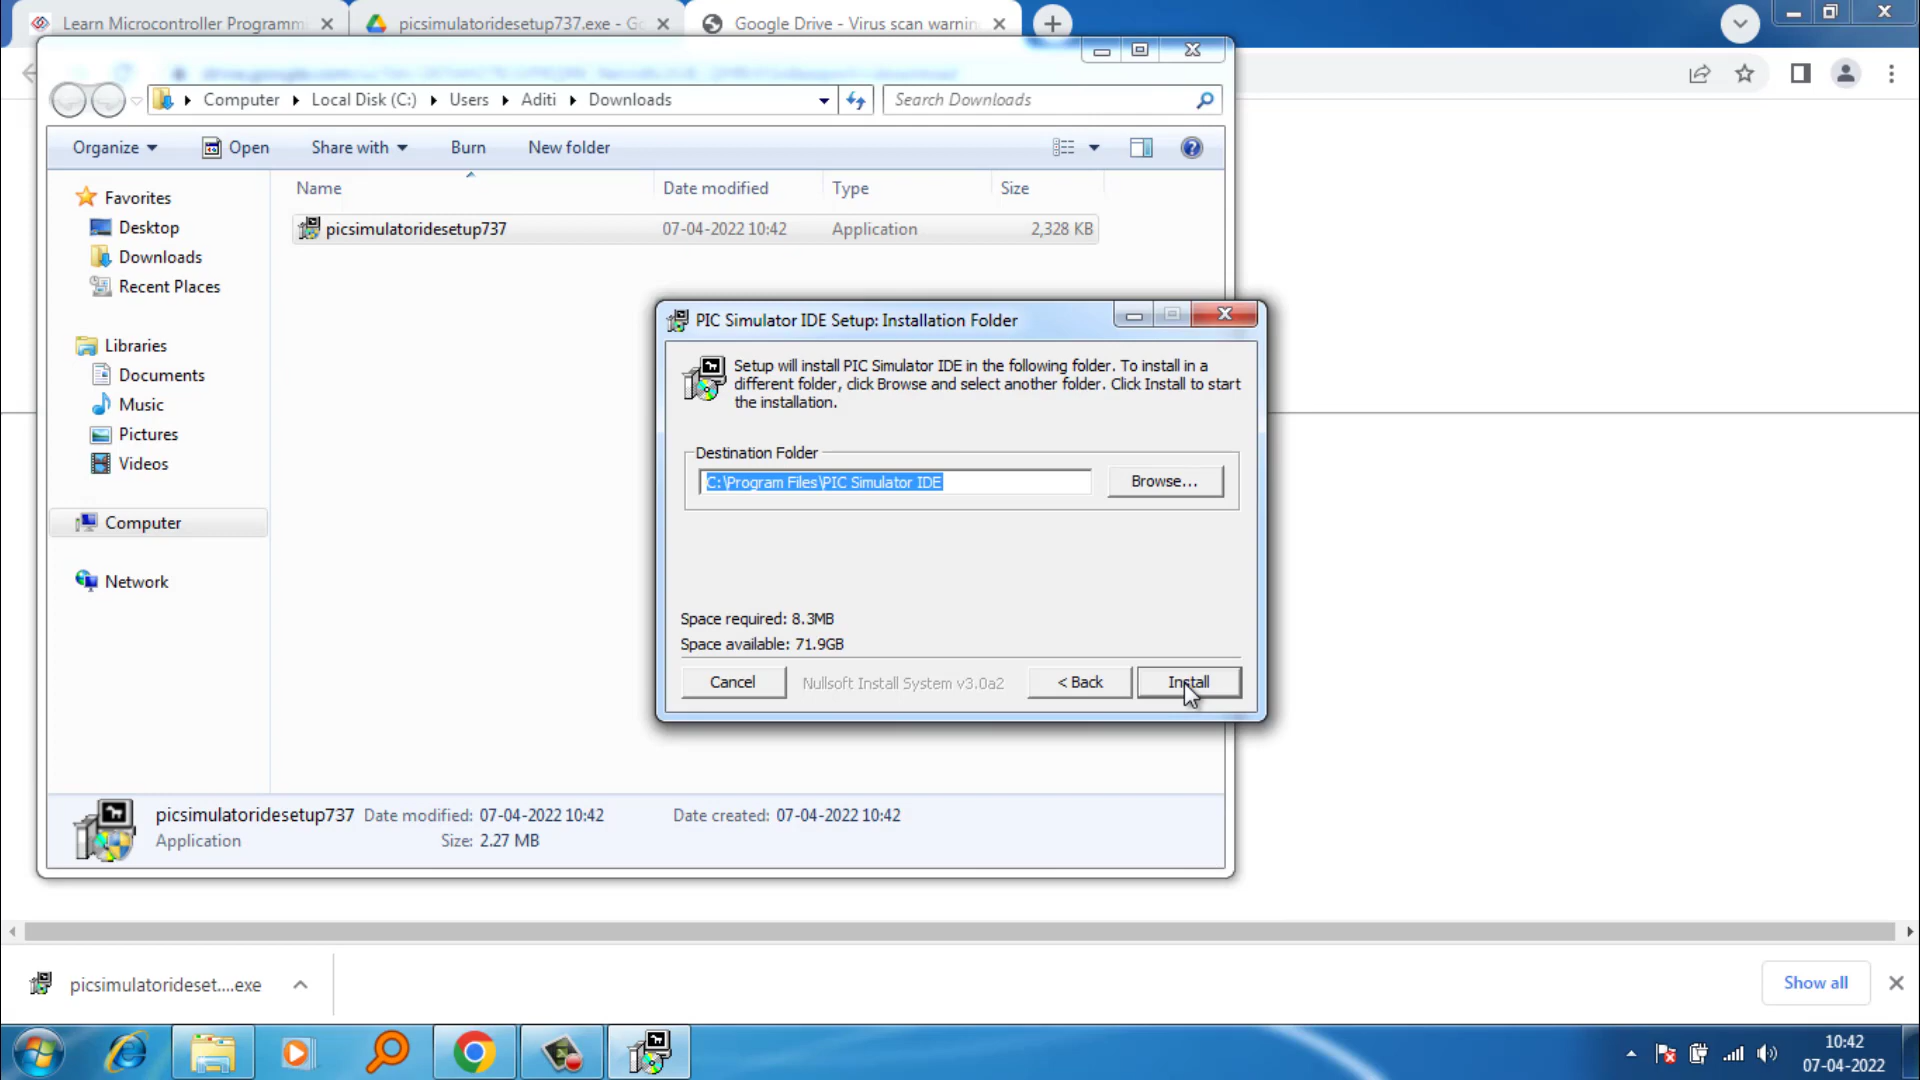 Learn Microcontroller Programm
picsimulatoridesetup737.exe - Go
Google Drive - Virus scan warnin
Computer
Local Disk (C:)
Users
Aditi
Downloads
Search Downloads
Organize
Open
Share with
Burn
New folder
Name
Date modified
Type
Size
picsimulatoridesetup737
07-04-2022 10:42
Application
2,328 KB
Favorites
Desktop
Downloads
Recent Places
Libraries
Documents
Music
Pictures
Videos
Computer
Network
PIC Simulator IDE Setup: Installation Folder
Setup will install PIC Simulator IDE in the following folder. To install in a
different folder, click Browse and select another folder. Click Install to start
the installation.
Destination Folder
C:\Program Files\PIC Simulator IDE
Browse...
Space required: 8.3MB
Space available: 71.9GB
Cancel
Nullsoft Install System v3.0a2
< Back
Install
picsimulatoridesetup737 Date modified: 07-04-2022 10:42 Date created: 07-04-2022 10:42
Application Size: 2.27 MB
picsimulatorideset....exe
Show all
10:42
07-04-2022